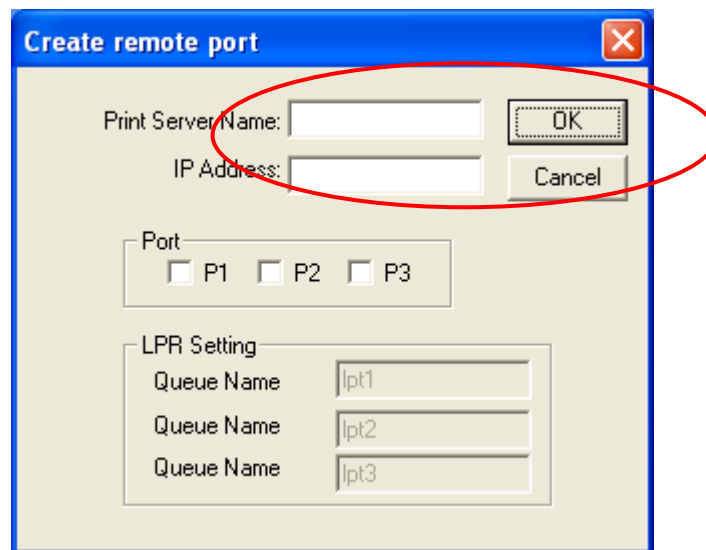 Create remote port
Print Server Name:
OK
IP Address:
Cancel
Port
P1 P2 P3
LPR Setting
Queue Name lpt1
Queue Name lpt2
Queue Name lpt3